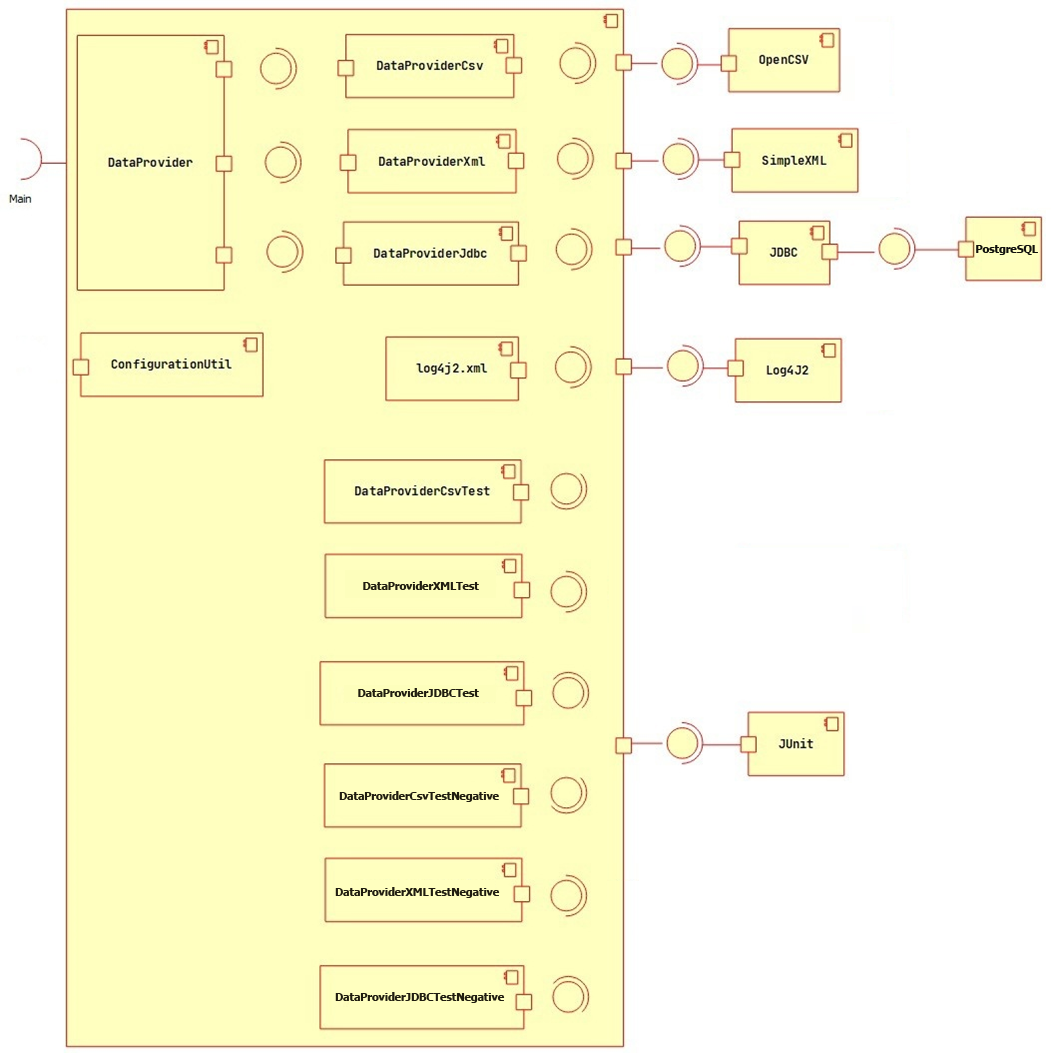 DataProvider
DataProviderCsv
OpenCSV
DataProviderXml
SimpleXML
Main
DataProviderJdbc
JDBC
PostgreSQL
ConfigurationUtil
log4j2.xml
Log4J2
DataProviderCsvTest
DataProviderXMLTest
DataProviderJDBCTest
JUnit
DataProviderCsvTestNegative
DataProviderXMLTestNegative
DataProviderJDBCTestNegative